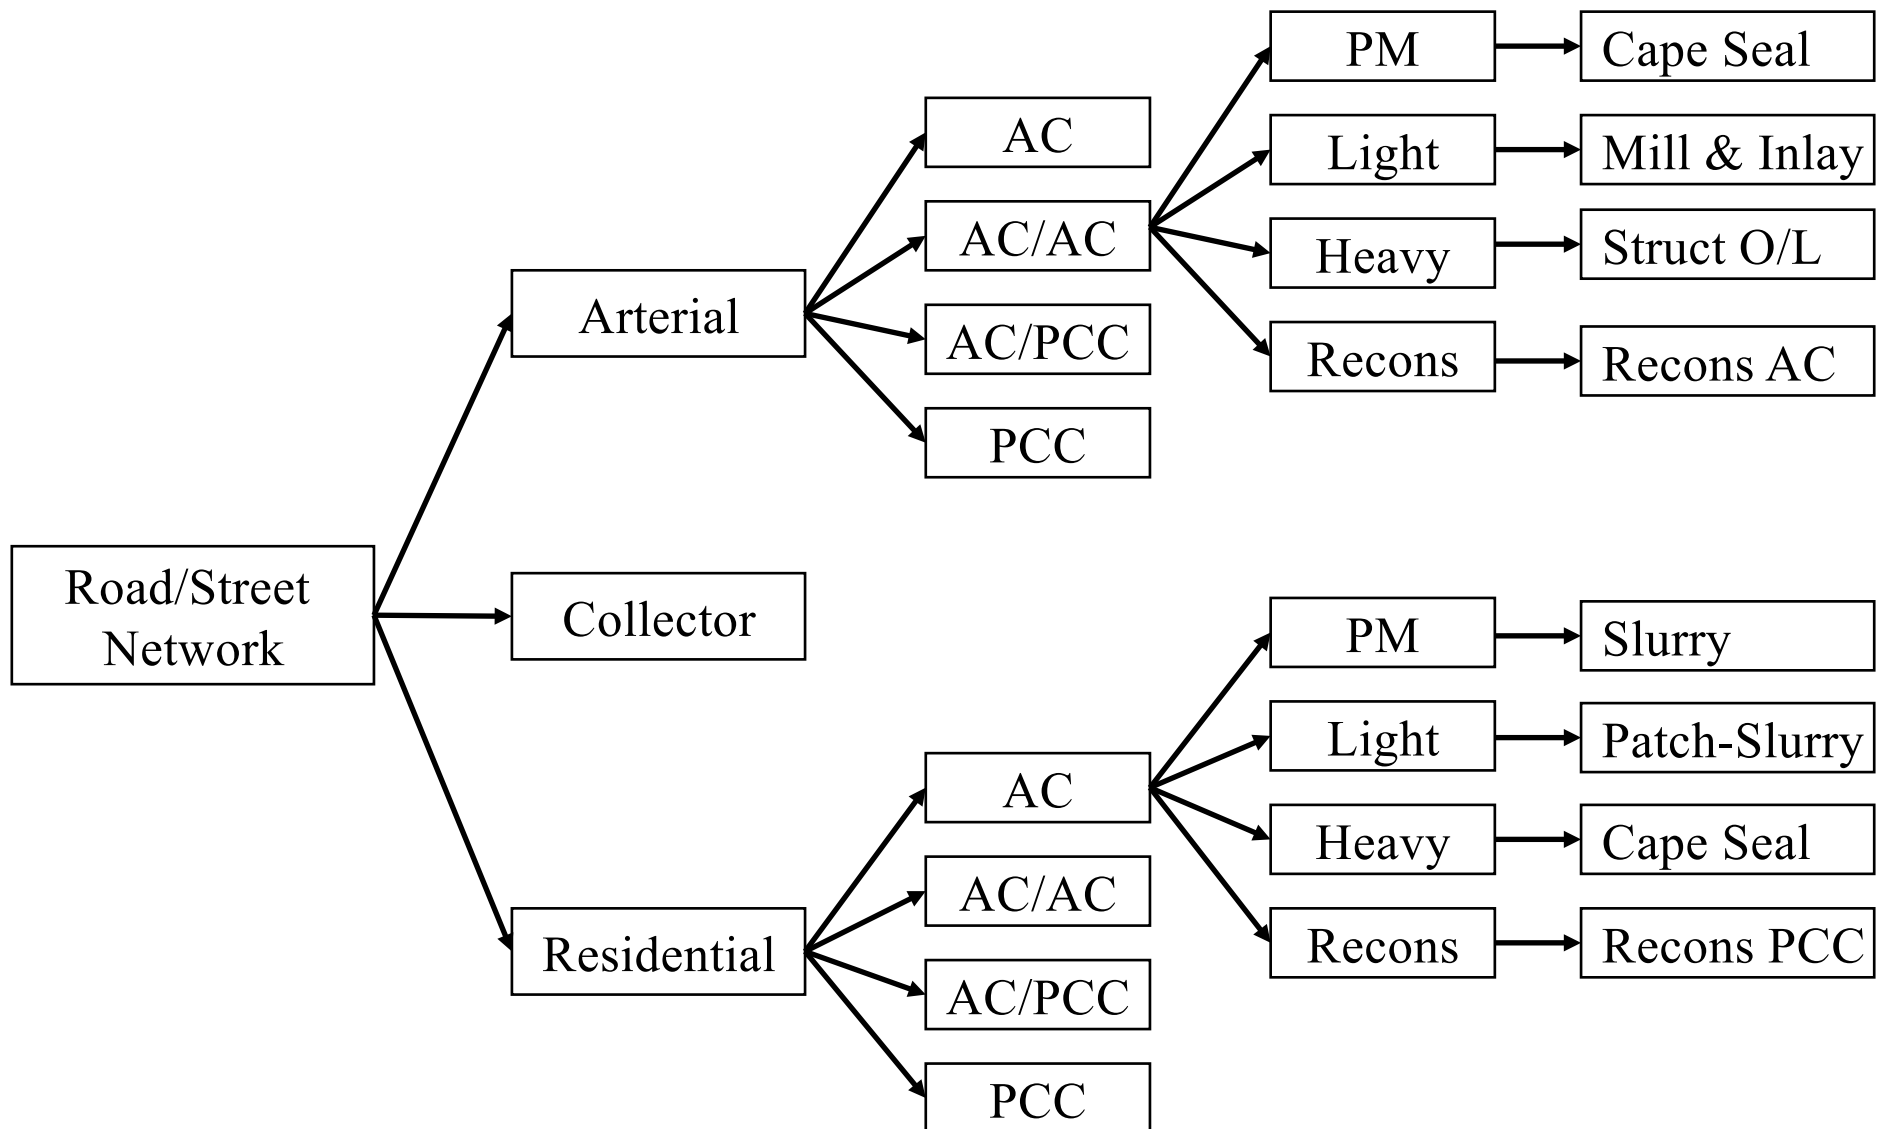 Road/Street
Network
Arterial
Collector
Residential
AC
AC/AC
AC/PCC
PCC
AC
AC/AC
AC/PCC
PCC
PM
Light
Heavy
Recons
PM
Light
Heavy
Recons
Cape Seal
Mill & Inlay
Struct O/L
Recons AC
Slurry
Patch-Slurry
Cape Seal
Recons PCC